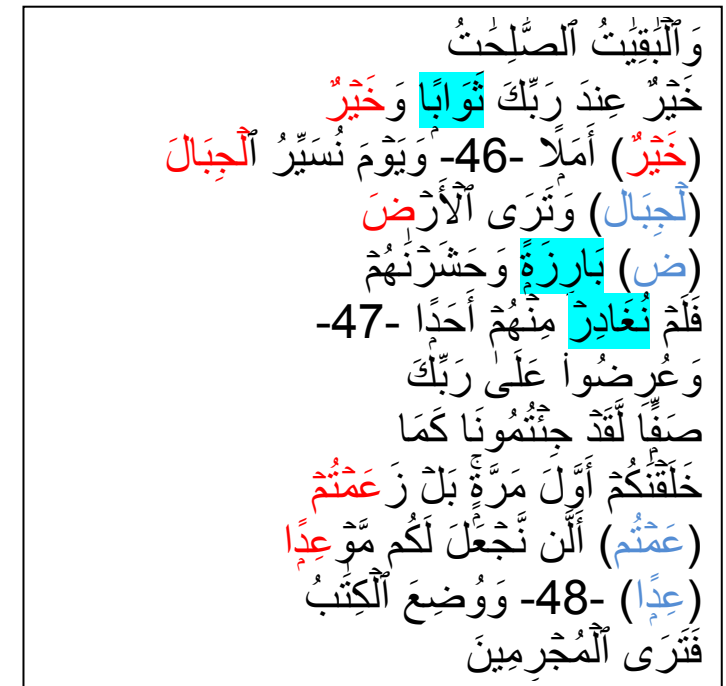 وَٱلۡبَٰقِيَٰتُ ٱلصَّٰلِحَٰتُ
خَيۡرٌ عِندَ رَبِّكَ ثَوَابٗا وَخَيۡرٌ
(خَيۡرٌ) أَمَلٗا -46- وَيَوۡمَ نُسَيِّرُ ٱلۡجِبَالَ
(لۡجِبَال) وَتَرَى ٱلۡأَرۡضَ
(ض) بَارِزَةٗ وَحَشَرۡنَٰهُمۡ
فَلَمۡ نُغَادِرۡ مِنۡهُمۡ أَحَدٗا -47-
وَعُرِضُواْ عَلَىٰ رَبِّكَ
صَفّٗا لَّقَدۡ جِئۡتُمُونَا كَمَا
خَلَقۡنَٰكُمۡ أَوَّلَ مَرَّةِۭۚ بَلۡ زَعَمۡتُمۡ
(عَمۡتُم) أَلَّن نَّجۡعَلَ لَكُم مَّوۡعِدٗا
(عِدٗا) -48- وَوُضِعَ ٱلۡكِتَٰبُ
فَتَرَى ٱلۡمُجۡرِمِينَ